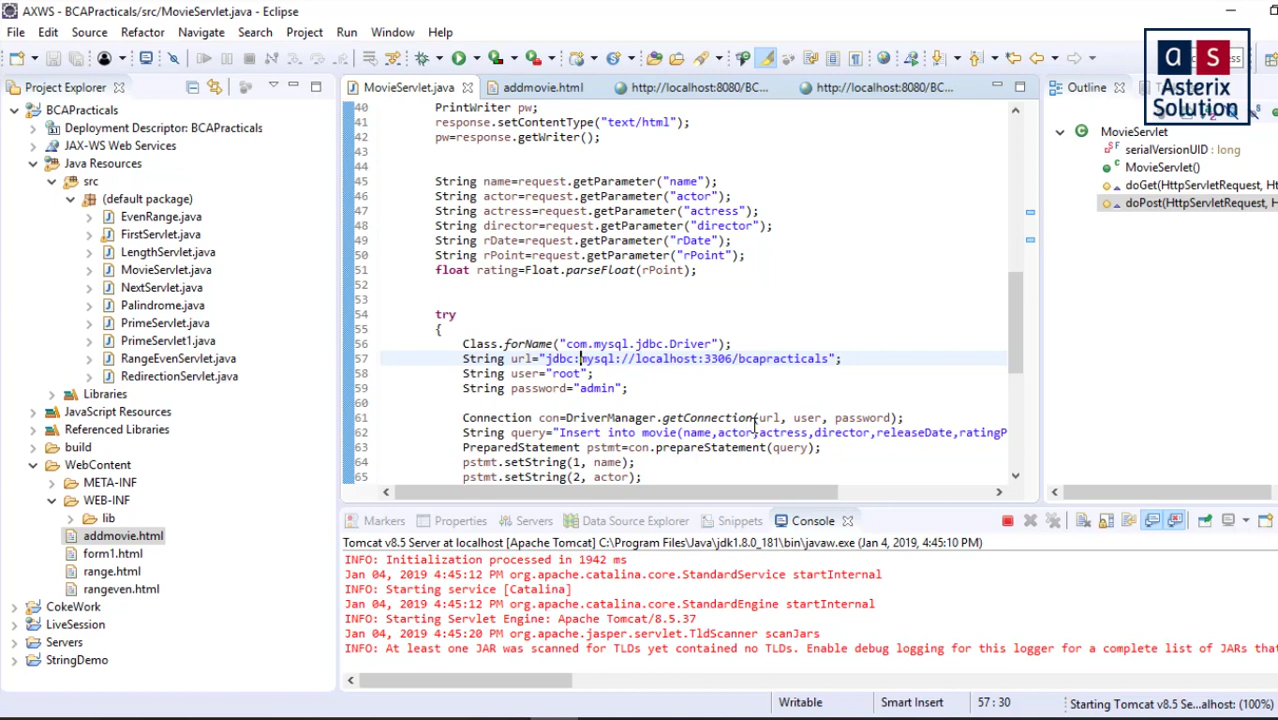 AXWS - BCAPracticals/src/MovieServlet.java - Eclipse
File Edit Source Refactor Navigate Search Project Run Window Help
as
Asterix
Solution
Project Explorer
BCAPracticals
Deployment Descriptor: BCAPracticals
JAX-WS Web Services
Java Resources
src
(default package)
EvenRange.java
FirstServlet.java
LengthServlet.java
MovieServlet.java
NextServlet.java
Palindrome.java
PrimeServlet.java
PrimeServlet1.java
RangeEvenServlet.java
RedirectionServlet.java
Libraries
JavaScript Resources
Referenced Libraries
build
WebContent
META-INF
WEB-INF
lib
addmovie.html
form1.html
range.html
rangeven.html
CokeWork
LiveSession
Servers
StringDemo
MovieServlet.java addmovie.html http://localhost:8080/BC... http://localhost:8080/BC...
40 PrintWriter pw;
41 response.setContentType("text/html");
42 pw=response.getWriter();
43
44
45 String name=request.getParameter("name");
46 String actor=request.getParameter("actor");
47 String actress=request.getParameter("actress");
48 String director=request.getParameter("director");
49 String rDate=request.getParameter("rDate");
50 String rPoint=request.getParameter("rPoint");
51 float rating=Float.parseFloat(rPoint);
52
53
54 try
55 {
56 Class.forName("com.mysql.jdbc.Driver");
57 String url="jdbc:mysql://localhost:3306/bcapracticals";
58 String user="root";
59 String password="admin";
60
61 Connection con=DriverManager.getConnection(url, user, password);
62 String query="Insert into movie(name,actor,actress,director,releaseDate,ratingP
63 PreparedStatement pstmt=con.prepareStatement(query);
64 pstmt.setString(1, name);
65 pstmt.setString(2, actor);
Outline
MovieServlet
serialVersionUID : long
MovieServlet()
doGet(HttpServletRequest, H
doPost(HttpServletRequest, H
Markers Properties Servers Data Source Explorer Snippets Console
Tomcat v8.5 Server at localhost [Apache Tomcat] C:\Program Files\Java\jdk1.8.0_181\bin\javaw.exe (Jan 4, 2019, 4:45:10 PM)
INFO: Initialization processed in 1942 ms
Jan 04, 2019 4:45:12 PM org.apache.catalina.core.StandardService startInternal
INFO: Starting service [Catalina]
Jan 04, 2019 4:45:12 PM org.apache.catalina.core.StandardEngine startInternal
INFO: Starting Servlet Engine: Apache Tomcat/8.5.37
Jan 04, 2019 4:45:20 PM org.apache.jasper.servlet.TldScanner scanJars
INFO: At least one JAR was scanned for TLDs yet contained no TLDs. Enable debug logging for this logger for a complete list of JARs tha
Writable Smart Insert 57 : 30 Starting Tomcat v8.5 Se...alhost: (100%)